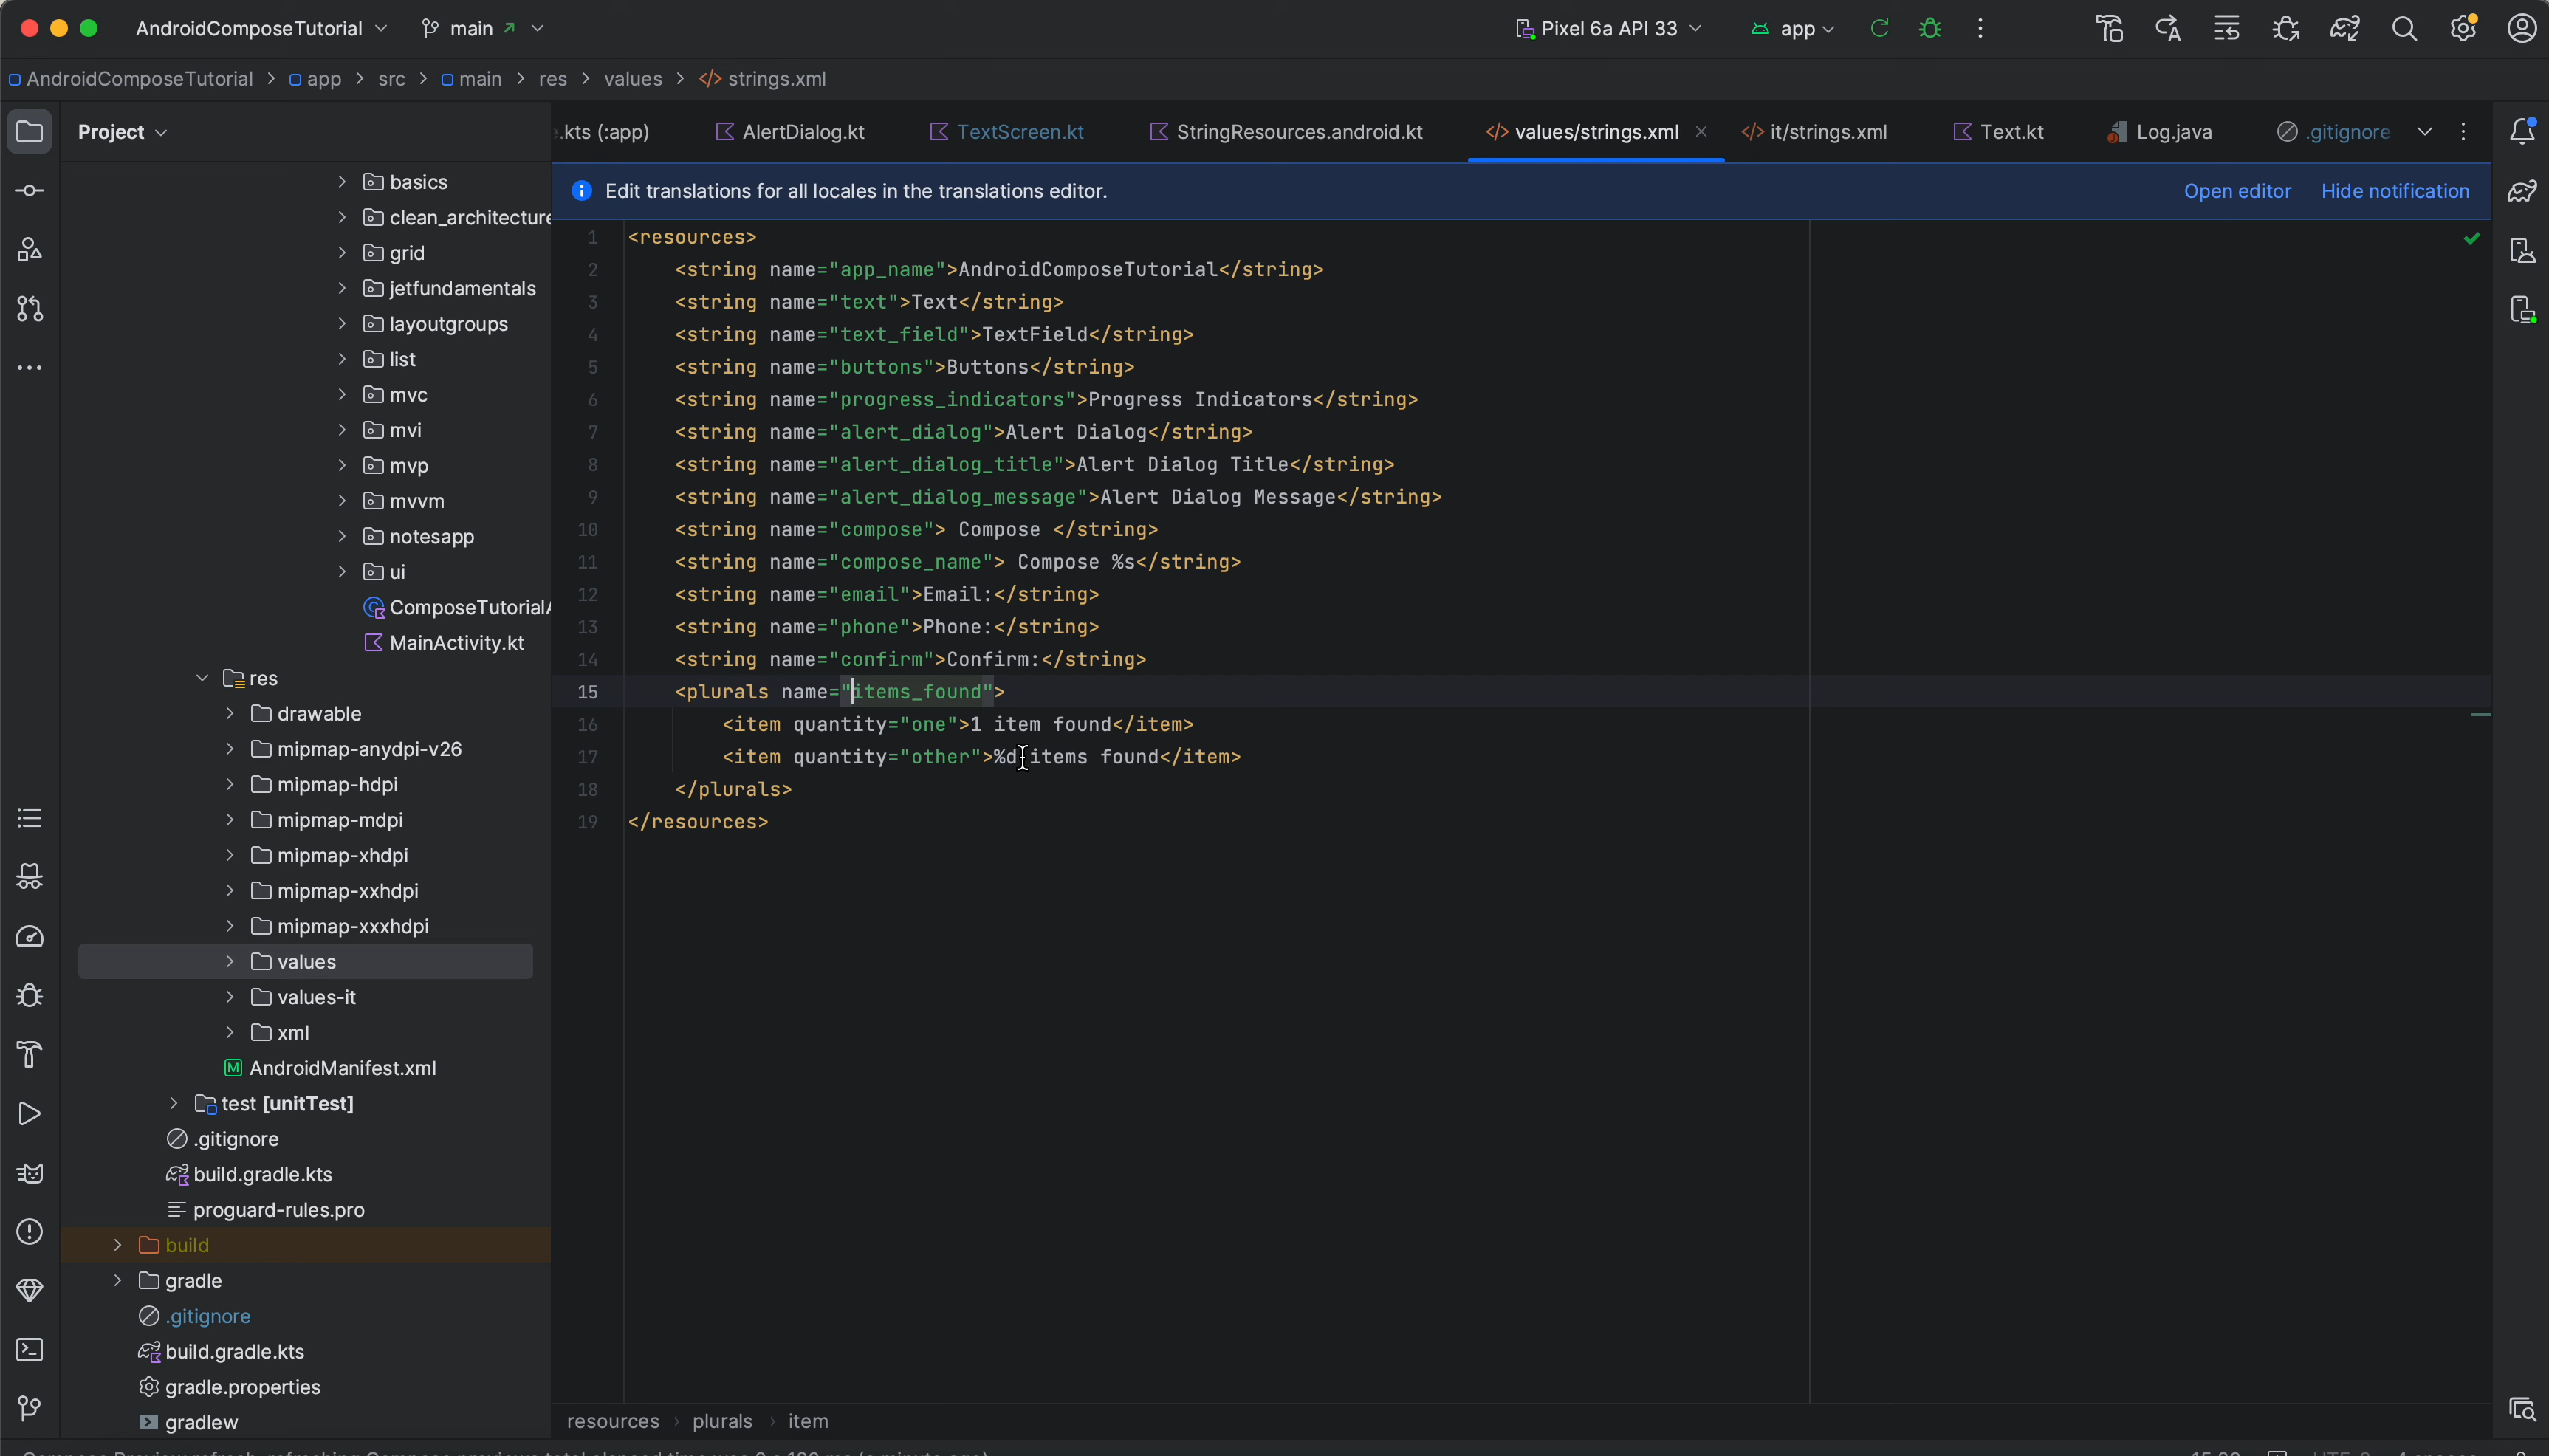 AndroidComposeTutorial main Pixel 6a API 33 app
AndroidComposeTutorial > app > src > main > res > values > </> strings.xml
Project
.kts (:app) AlertDialog.kt TextScreen.kt StringResources.android.kt </> values/strings.xml </> it/strings.xml Text.kt Log.java .gitignore
Edit translations for all locales in the translations editor. Open editor Hide notification
basics
clean_architecture
grid
jetfundamentals
layoutgroups
list
mvc
mvi
mvp
mvvm
notesapp
ui
ComposeTutorial
MainActivity.kt
res
drawable
mipmap-anydpi-v26
mipmap-hdpi
mipmap-mdpi
mipmap-xhdpi
mipmap-xxhdpi
mipmap-xxxhdpi
values
values-it
xml
AndroidManifest.xml
test [unitTest]
.gitignore
build.gradle.kts
proguard-rules.pro
build
gradle
.gitignore
build.gradle.kts
gradle.properties
gradlew
1 <resources>
2 <string name="app_name">AndroidComposeTutorial</string>
3 <string name="text">Text</string>
4 <string name="text_field">TextField</string>
5 <string name="buttons">Buttons</string>
6 <string name="progress_indicators">Progress Indicators</string>
7 <string name="alert_dialog">Alert Dialog</string>
8 <string name="alert_dialog_title">Alert Dialog Title</string>
9 <string name="alert_dialog_message">Alert Dialog Message</string>
10 <string name="compose"> Compose </string>
11 <string name="compose_name"> Compose %s</string>
12 <string name="email">Email:</string>
13 <string name="phone">Phone:</string>
14 <string name="confirm">Confirm:</string>
15 <plurals name="items_found">
16 <item quantity="one">1 item found</item>
17 <item quantity="other">%d items found</item>
18 </plurals>
19 </resources>
resources > plurals > item